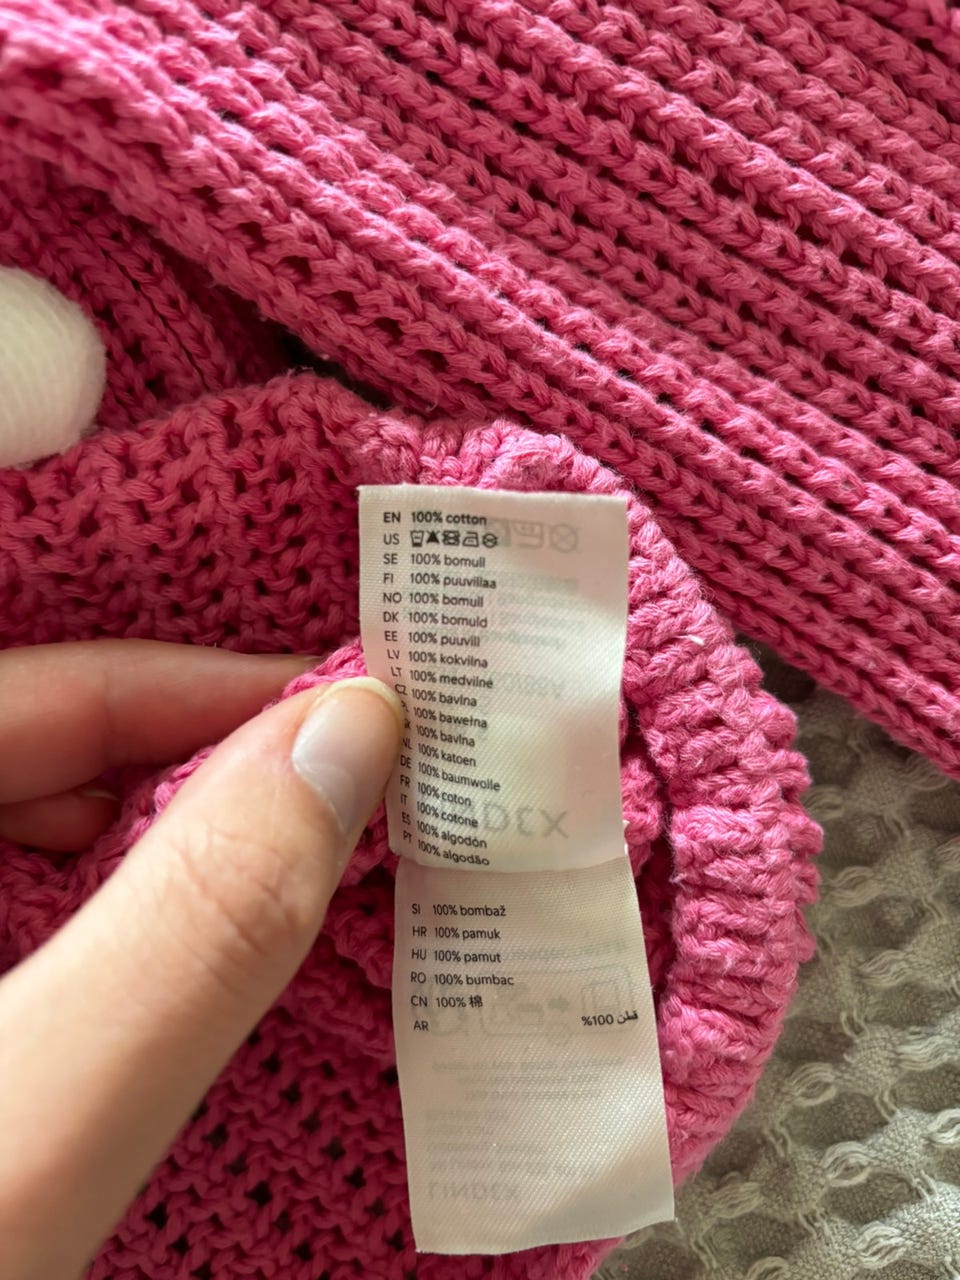 EN 100% cotton
US
SE 100% bomull
FI 100% puuvillaa
NO 100% bomull
DK 100% bomuld
EE 100% puuvill
LV 100% kokvilna
LT 100% medvilnė
CZ 100% bavlna
100% bawełna
100% bavlna
NL 100% katoen
DE 100% baumwolle
FR 100% coton
IT 100% cotone
ES 100% algodón
PT 100% algodão
SI 100% bombaž
HR 100% pamuk
HU 100% pamut
RO 100% bumbac
CN 100% 棉
AR قطن 100%
LINDEX